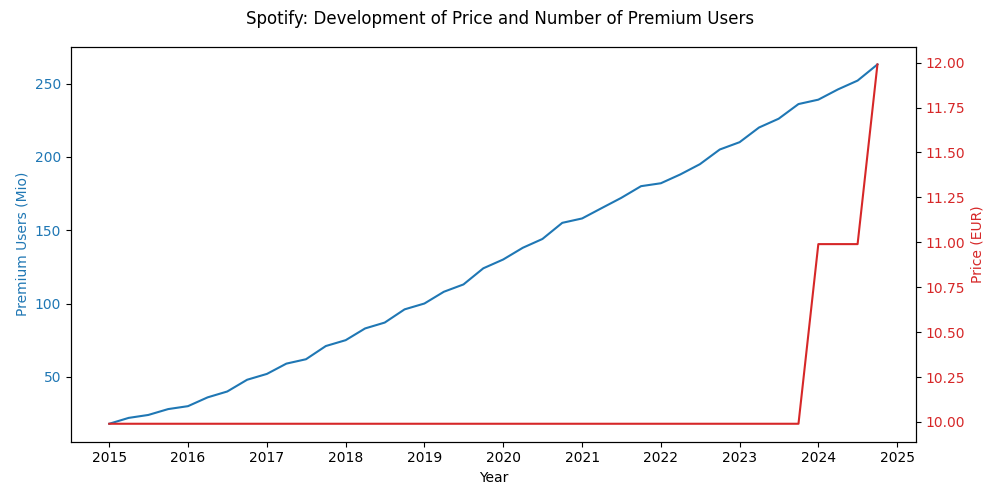 Spotify: Development of Price and Number of Premium Users
Premium Users (Mio)
250
200
150
100
50
12.00
11.75
11.50
11.25
11.00
10.75
10.50
10.25
10.00
Price (EUR)
2015 2016 2017 2018 2019 2020 2021 2022 2023 2024 2025
Year